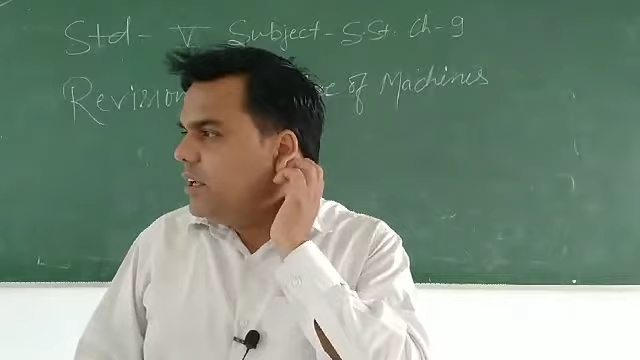 Std - V Subject - S.St. Ch - 9
Revision of Machines